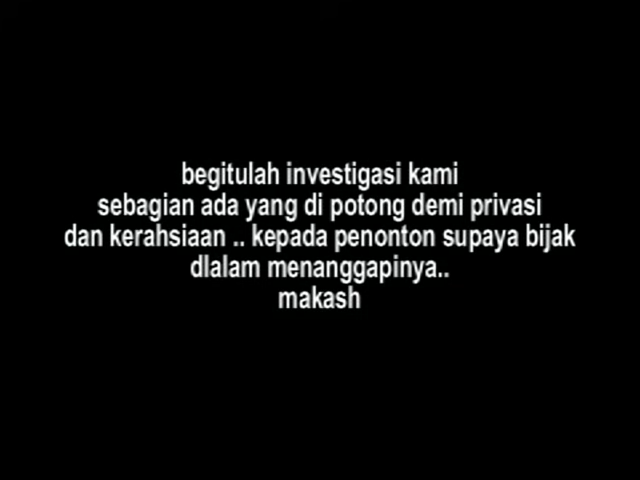 begitulah investigasi kami
sebagian ada yang di potong demi privasi
dan kerahsiaan .. kepada penonton supaya bijak
dlalam menanggapinya..
makash